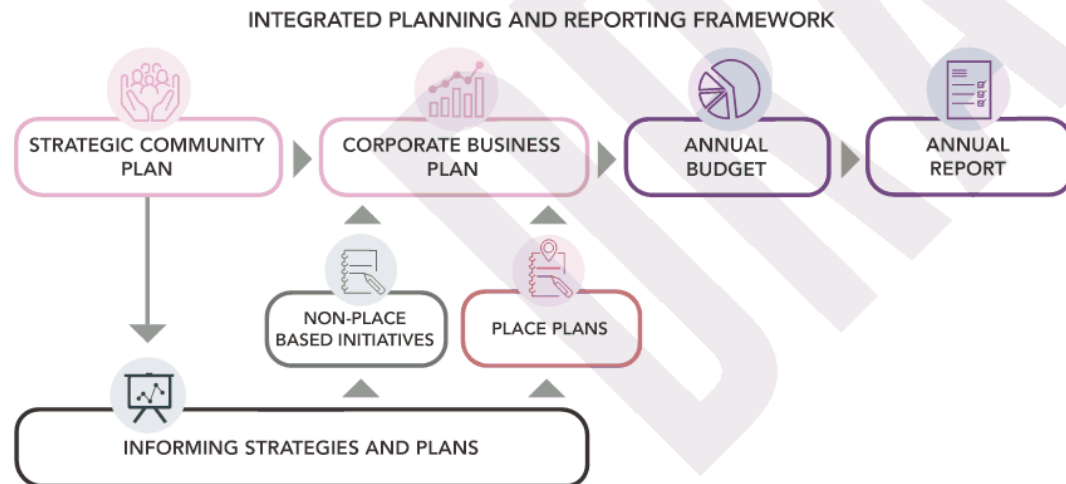 INTEGRATED PLANNING AND REPORTING FRAMEWORK
STRATEGIC COMMUNITY
PLAN
CORPORATE BUSINESS
PLAN
ANNUAL
BUDGET
ANNUAL
REPORT
NON-PLACE
BASED INITIATIVES
PLACE PLANS
INFORMING STRATEGIES AND PLANS